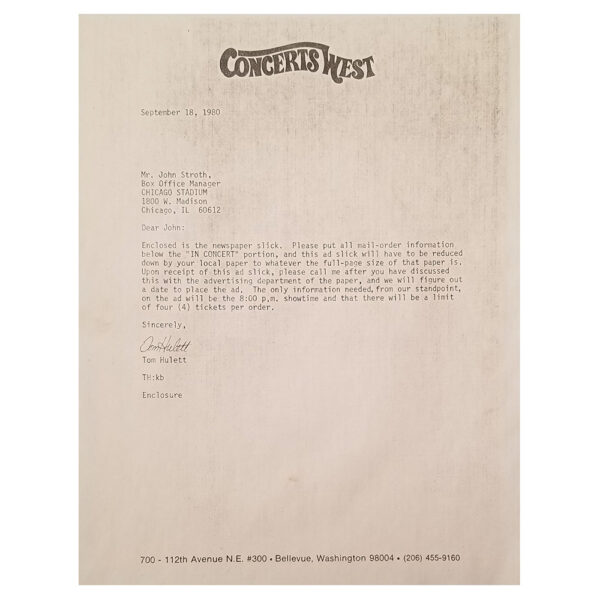 CONCERTS WEST
September 18, 1980
Mr. John Stroth,
Box Office Manager
CHICAGO STADIUM
1800 W. Madison
Chicago, IL  60612
Dear John:
Enclosed is the newspaper slick.  Please put all mail-order information
below the "IN CONCERT" portion, and this ad slick will have to be reduced
down by your local paper to whatever the full-page size of that paper is.
Upon receipt of this ad slick, please call me after you have discussed
this with the advertising department of the paper, and we will figure out
a date to place the ad.  The only information needed, from our standpoint,
on the ad will be the 8:00 p.m. showtime and that there will be a limit
of four (4) tickets per order.
Sincerely,
Tom Hulett
Tom Hulett
TH:kb
Enclosure
700 - 112th Avenue N.E. #300 • Bellevue, Washington 98004 • (206) 455-9160